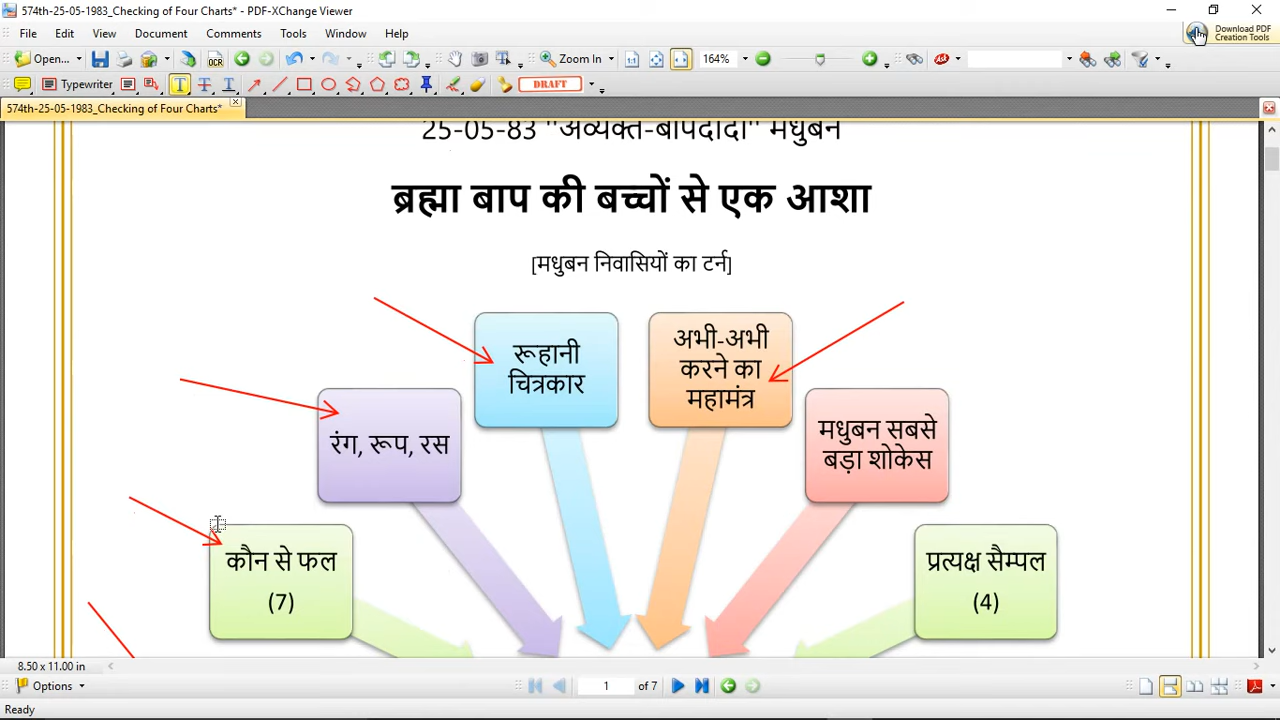 574th-25-05-1983_Checking of Four Charts* - PDF-XChange Viewer
File Edit View Document Comments Tools Window Help
Download PDF
Creation Tools
Open... OCR Zoom In 164%
Typewriter DRAFT
574th-25-05-1983_Checking of Four Charts*
25-05-83 "अव्यक्त-बापदादा" मधुबन
ब्रह्मा बाप की बच्चों से एक आशा
[मधुबन निवासियों का टर्न]
रूहानी
चित्रकार
अभी-अभी
करने का
महामंत्र
रंग, रूप, रस
मधुबन सबसे
बड़ा शोकेस
कौन से फल
(7)
प्रत्यक्ष सैम्पल
(4)
8.50 x 11.00 in
Options 1 of 7
Ready